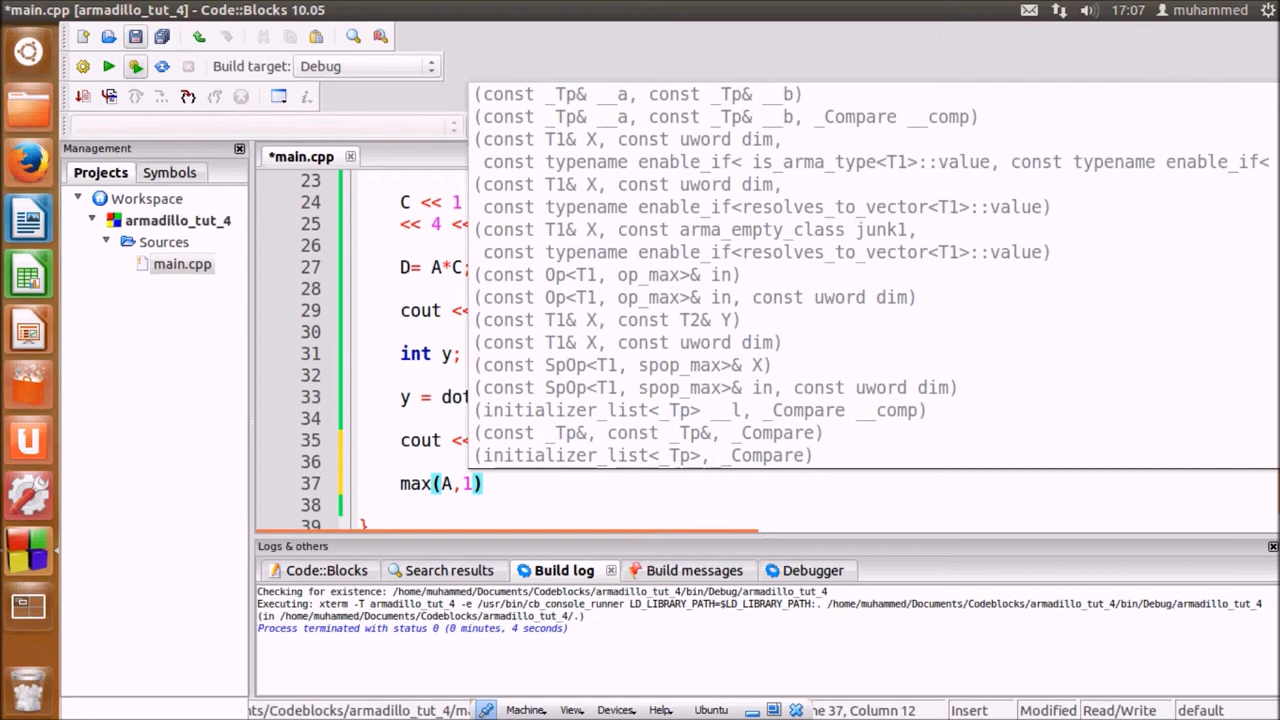 *main.cpp [armadillo_tut_4] - Code::Blocks 10.05
17:07
muhammed
Build target:
Debug
Management
Projects
Symbols
Workspace
armadillo_tut_4
Sources
main.cpp
*main.cpp
23
24 C << 1
25 << 4 <<
26
27 D= A*C;
28
29 cout <<
30
31 int y;
32
33 y = dot
34
35 cout <<
36
37 max(A,1)
38
39 }
(const _Tp& __a, const _Tp& __b)
(const _Tp& __a, const _Tp& __b, _Compare __comp)
(const T1& X, const uword dim,
const typename enable_if< is_arma_type<T1>::value, const typename enable_if<
(const T1& X, const uword dim,
const typename enable_if<resolves_to_vector<T1>::value)
(const T1& X, const arma_empty_class junk1,
const typename enable_if<resolves_to_vector<T1>::value)
(const Op<T1, op_max>& in)
(const Op<T1, op_max>& in, const uword dim)
(const T1& X, const T2& Y)
(const T1& X, const uword dim)
(const SpOp<T1, spop_max>& X)
(const SpOp<T1, spop_max>& in, const uword dim)
(initializer_list<_Tp> __l, _Compare __comp)
(const _Tp&, const _Tp&, _Compare)
(initializer_list<_Tp>, _Compare)
Logs & others
Code::Blocks
Search results
Build log
Build messages
Debugger
Checking for existence: /home/muhammed/Documents/Codeblocks/armadillo_tut_4/bin/Debug/armadillo_tut_4
Executing: xterm -T armadillo_tut_4 -e /usr/bin/cb_console_runner LD_LIBRARY_PATH=$LD_LIBRARY_PATH:. /home/muhammed/Documents/Codeblocks/armadillo_tut_4/bin/Debug/armadillo_tut_4
(in /home/muhammed/Documents/Codeblocks/armadillo_tut_4/.)
Process terminated with status 0 (0 minutes, 4 seconds)
nts/Codeblocks/armadillo_tut_4/ma
Machine
View
Devices
Help
Ubuntu
ne 37, Column 12
Insert
Modified
Read/Write
default